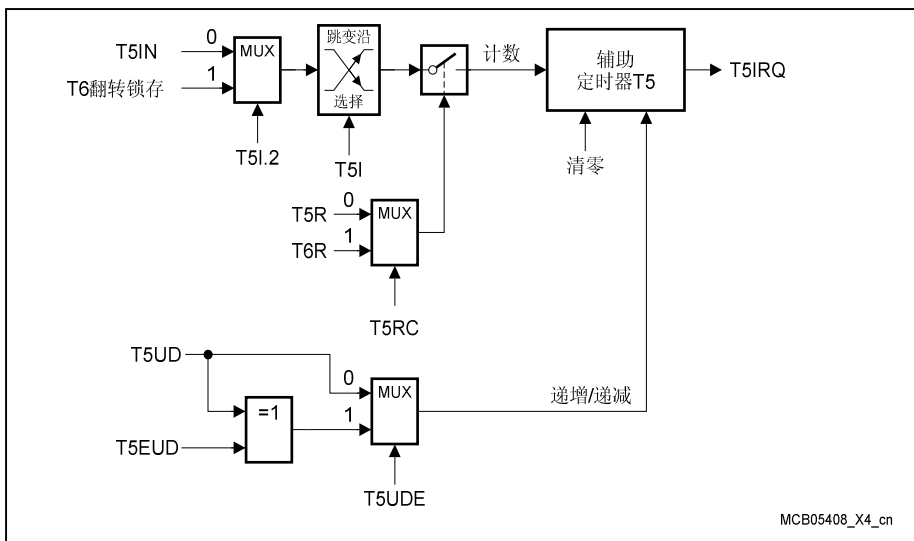 T5IN
0
T6翻转锁存
1
MUX
T5I.2
跳变沿
选择
T5I
计数
辅助
定时器T5
T5IRQ
清零
T5R
0
T6R
1
MUX
T5RC
T5UD
0
=1
1
T5EUD
MUX
T5UDE
递增/递减
MCB05408_X4_cn